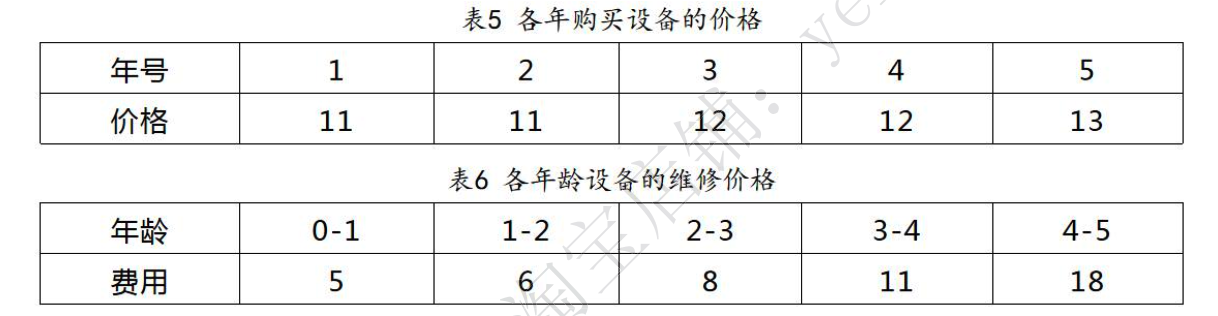 表5 各年购买设备的价格
年号 1 2 3 4 5
价格 11 11 12 12 13
表6 各年龄设备的维修价格
年龄 0-1 1-2 2-3 3-4 4-5
费用 5 6 8 11 18
淘宝店铺：ye